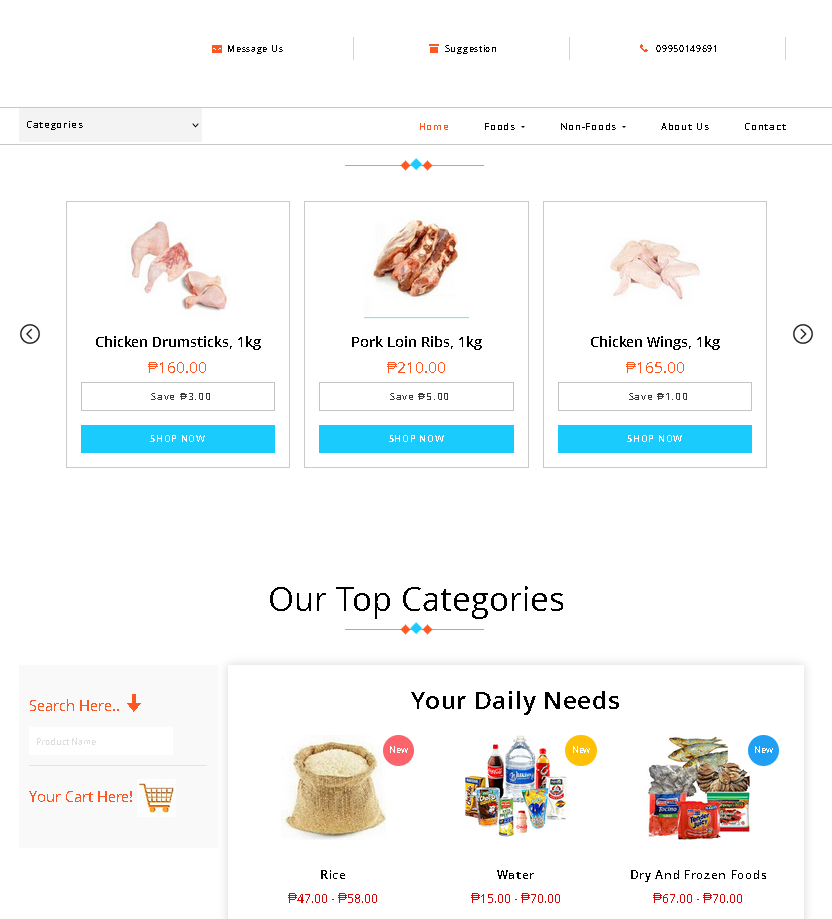 Message Us
Suggestion
09950149691
Categories
Home
Foods
Non-Foods
About Us
Contact
Chicken Drumsticks, 1kg
₱160.00
Save ₱3.00
SHOP NOW
Pork Loin Ribs, 1kg
₱210.00
Save ₱5.00
SHOP NOW
Chicken Wings, 1kg
₱165.00
Save ₱1.00
SHOP NOW
Our Top Categories
Search Here..
Product Name
Your Cart Here!
Your Daily Needs
New
Rice
₱47.00 - ₱58.00
New
Water
₱15.00 - ₱70.00
New
Tocino
Tender
Juicy
Dry And Frozen Foods
₱67.00 - ₱70.00